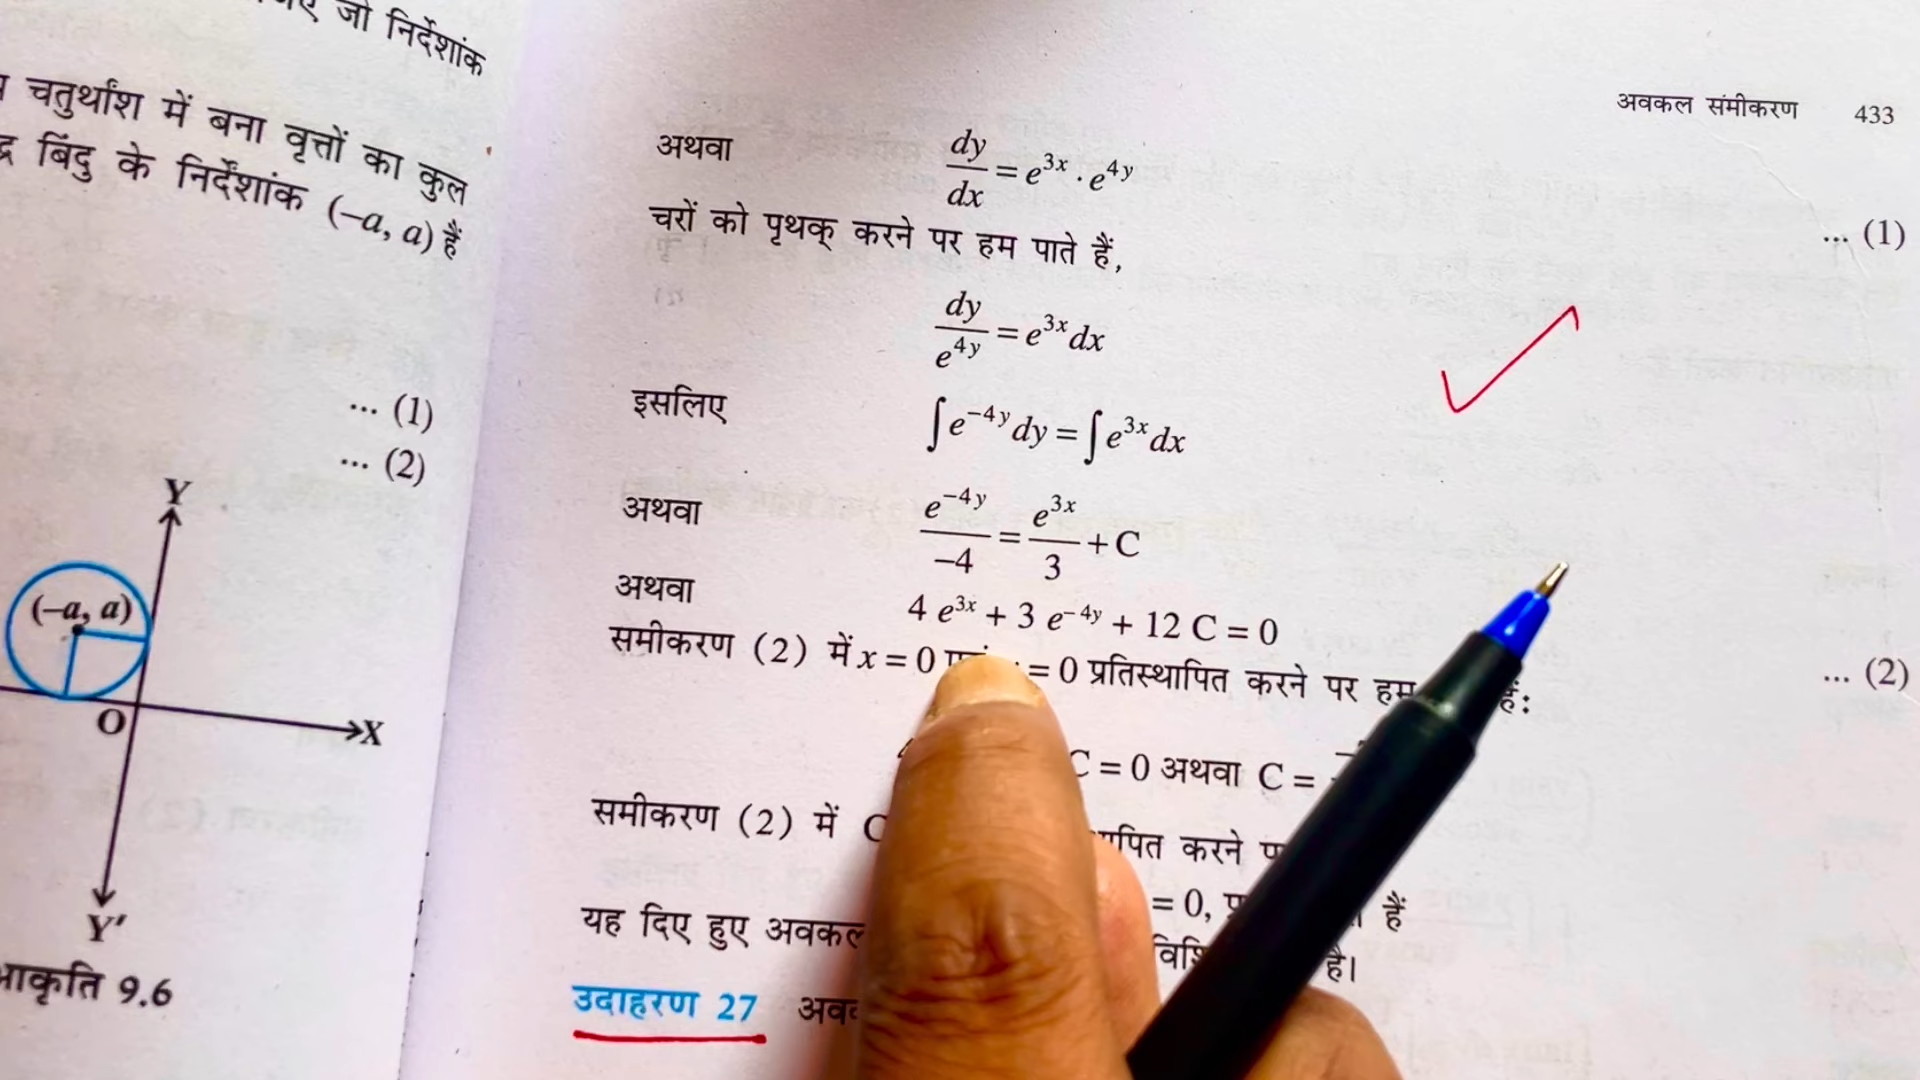 जो निर्देशांक
चतुर्थांश में बना वृत्तों का कुल
बिंदु के निर्देशांक (–a, a) हैं
... (1)
... (2)
Y
(–a, a)
O
X
Y'
आकृति 9.6
अवकल संमीकरण 433
अथवा dy/dx = e^{3x} . e^{4y} ... (1)
चरों को पृथक् करने पर हम पाते हैं,
dy/e^{4y} = e^{3x} dx
इसलिए ∫e^{–4y} dy = ∫e^{3x} dx
अथवा e^{–4y}/–4 = e^{3x}/3 + C
अथवा 4 e^{3x} + 3 e^{–4y} + 12 C = 0 ... (2)
समीकरण (2) में x = 0 = 0 प्रतिस्थापित करने पर हम हैं:
C = 0 अथवा C =
समीकरण (2) में C करने
= 0, हैं
यह दिए हुए अवकल है।
उदाहरण 27